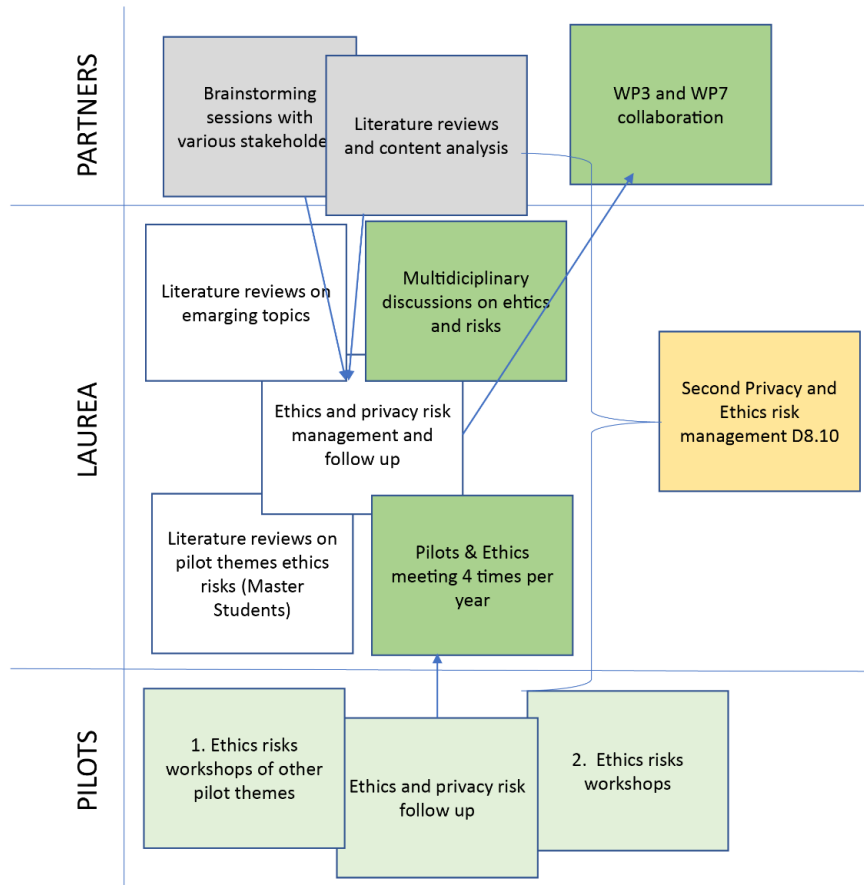 PARTNERS
Brainstorming
sessions with
various stakeholde
Literature reviews
and content analysis
WP3 and WP7
collaboration
LAUREA
Literature reviews on
emarging topics
Multidiciplinary
discussions on ehtics
and risks
Ethics and privacy risk
management and
follow up
Second Privacy and
Ethics risk
management D8.10
Literature reviews on
pilot themes ethics
risks (Master
Students)
Pilots & Ethics
meeting 4 times per
year
PILOTS
1. Ethics risks
workshops of other
pilot themes
Ethics and privacy risk
follow up
2. Ethics risks
workshops